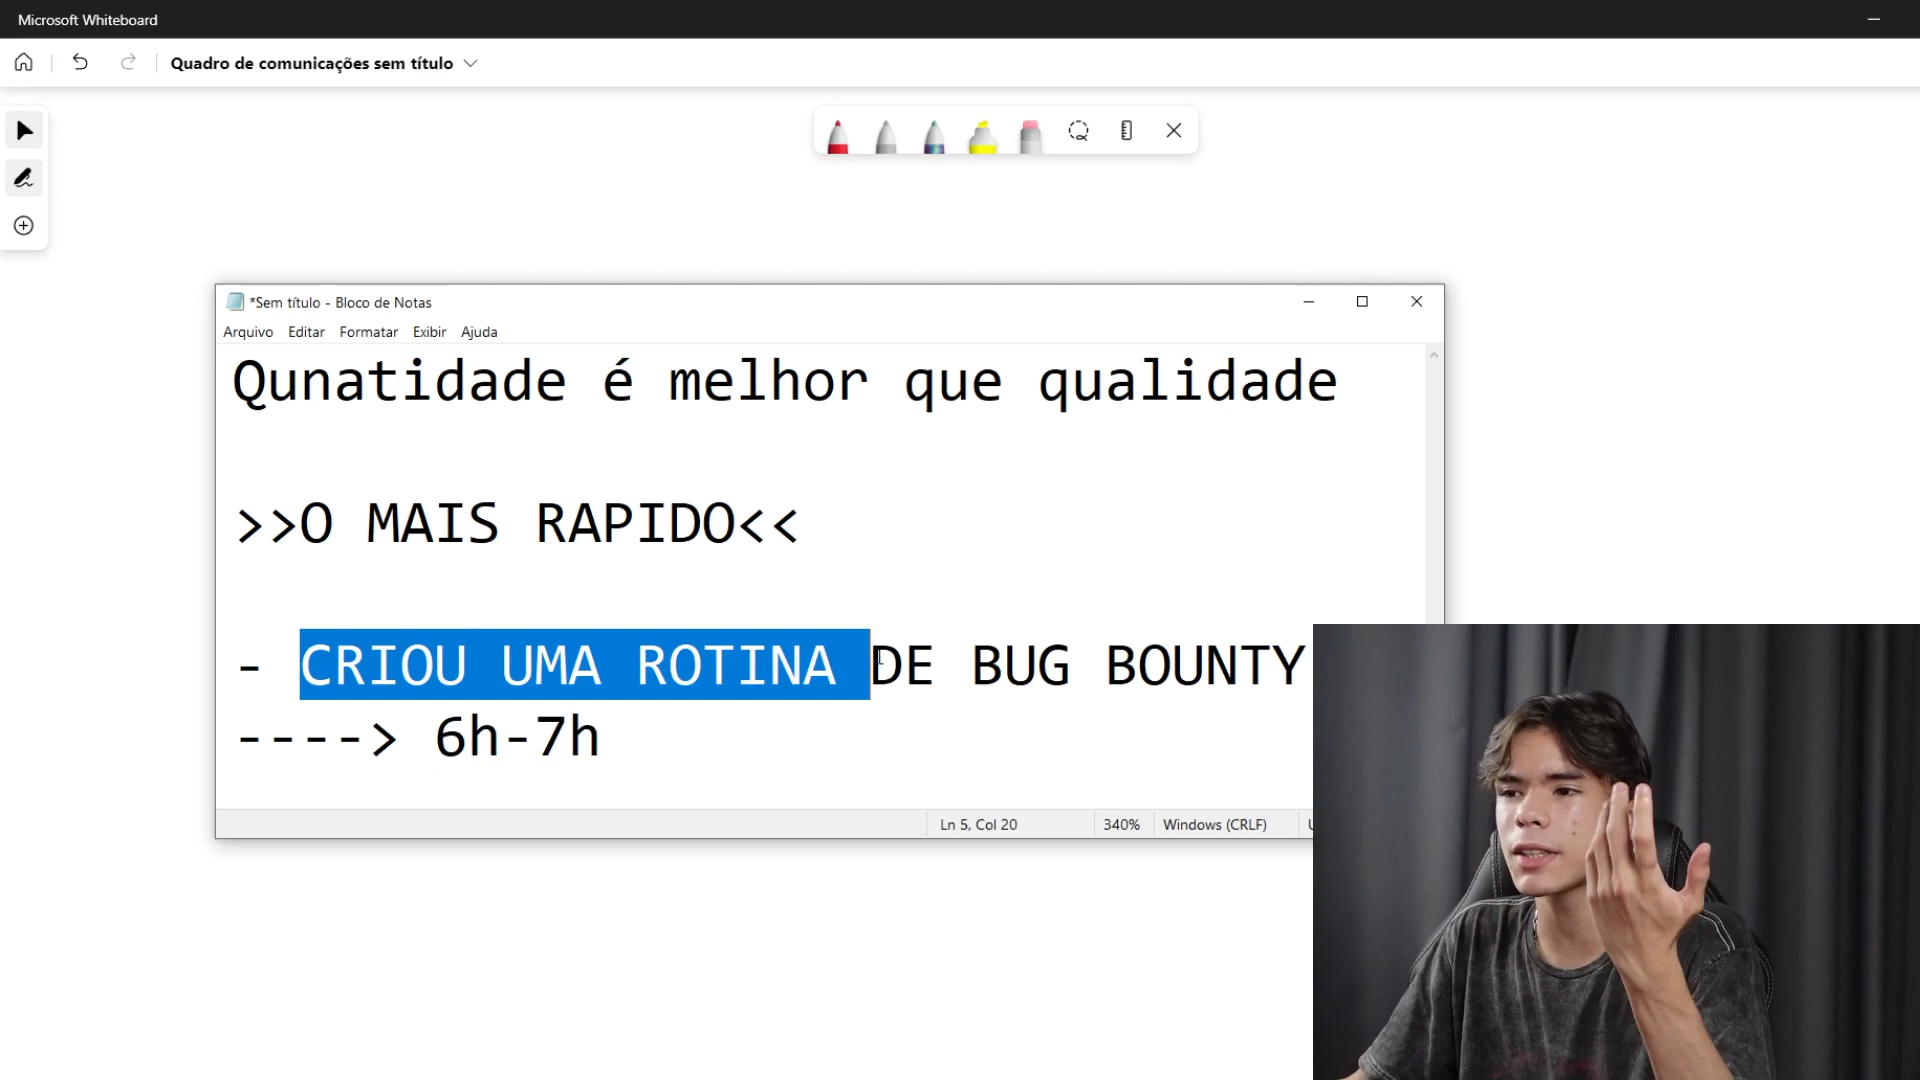 Microsoft Whiteboard
Quadro de comunicações sem título
*Sem título - Bloco de Notas
Arquivo Editar Formatar Exibir Ajuda
Qunatidade é melhor que qualidade
>>O MAIS RAPIDO<<
- CRIOU UMA ROTINA DE BUG BOUNTY
----> 6h-7h
Ln 5, Col 20 340% Windows (CRLF)